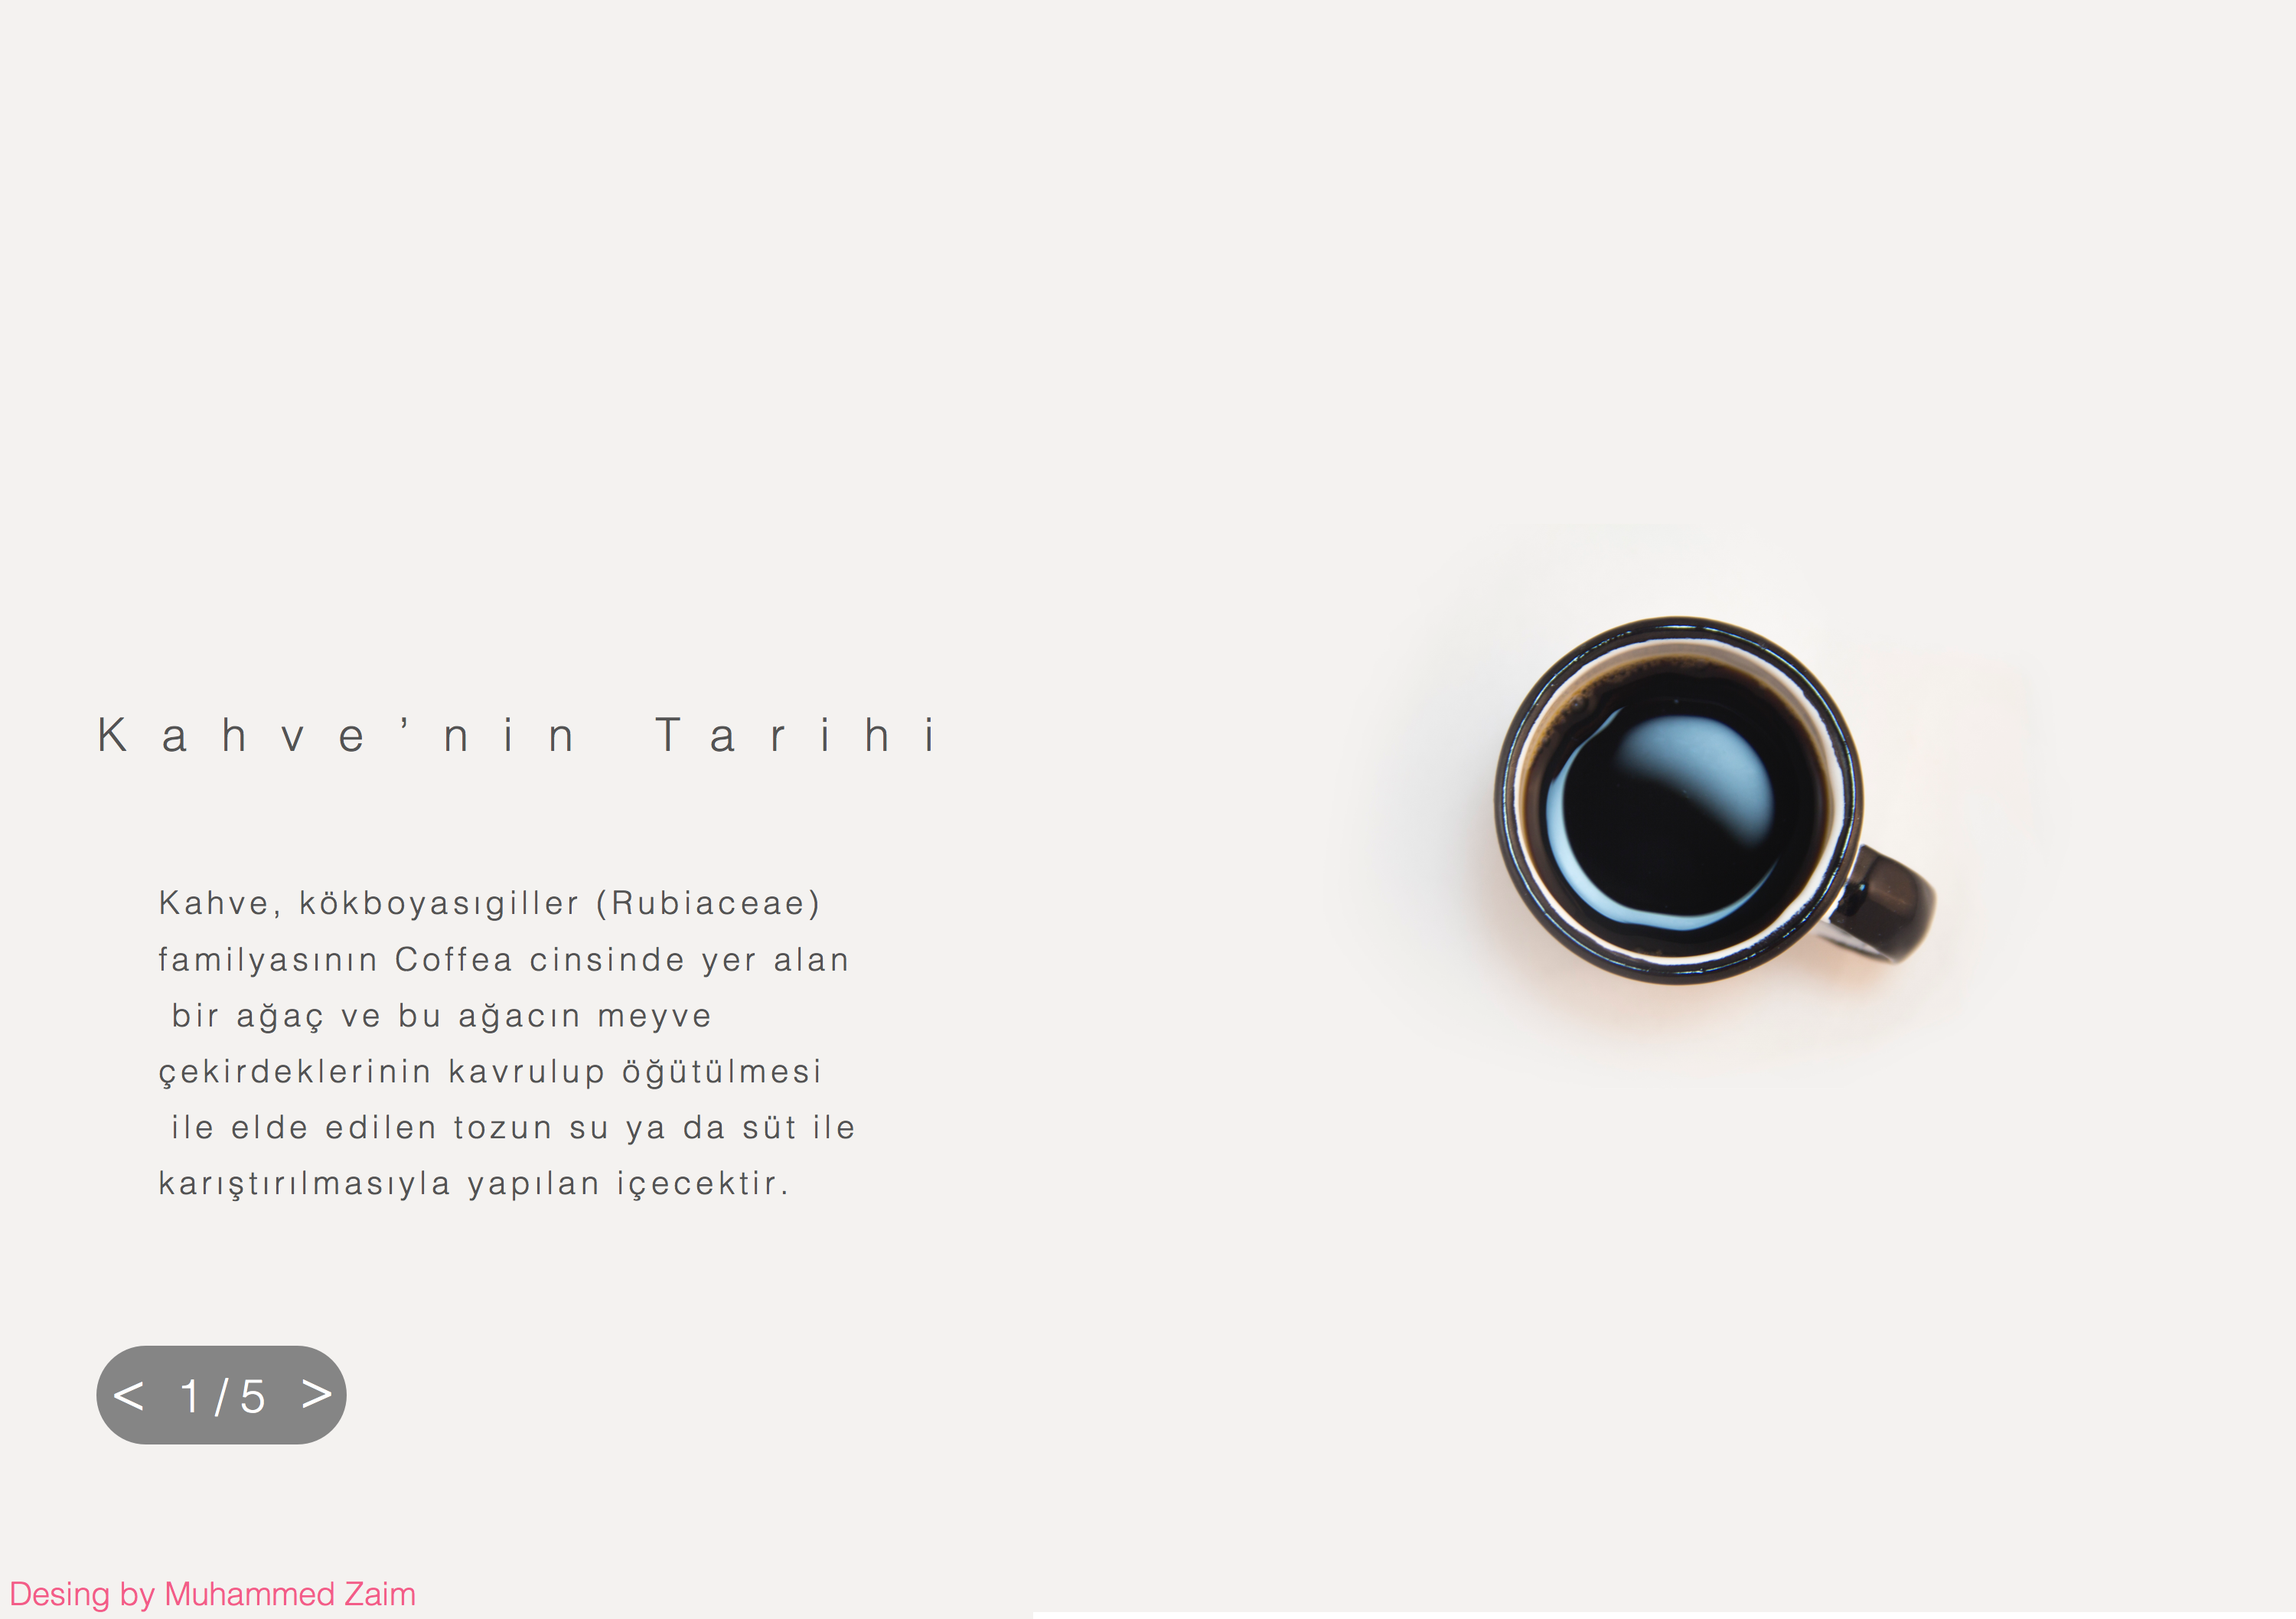 Kahve’nin Tarihi
Kahve, kökboyasıgiller (Rubiaceae)
familyasının Coffea cinsinde yer alan
bir ağaç ve bu ağacın meyve
çekirdeklerinin kavrulup öğütülmesi
ile elde edilen tozun su ya da süt ile
karıştırılmasıyla yapılan içecektir.
< 1/5 >
Desing by Muhammed Zaim